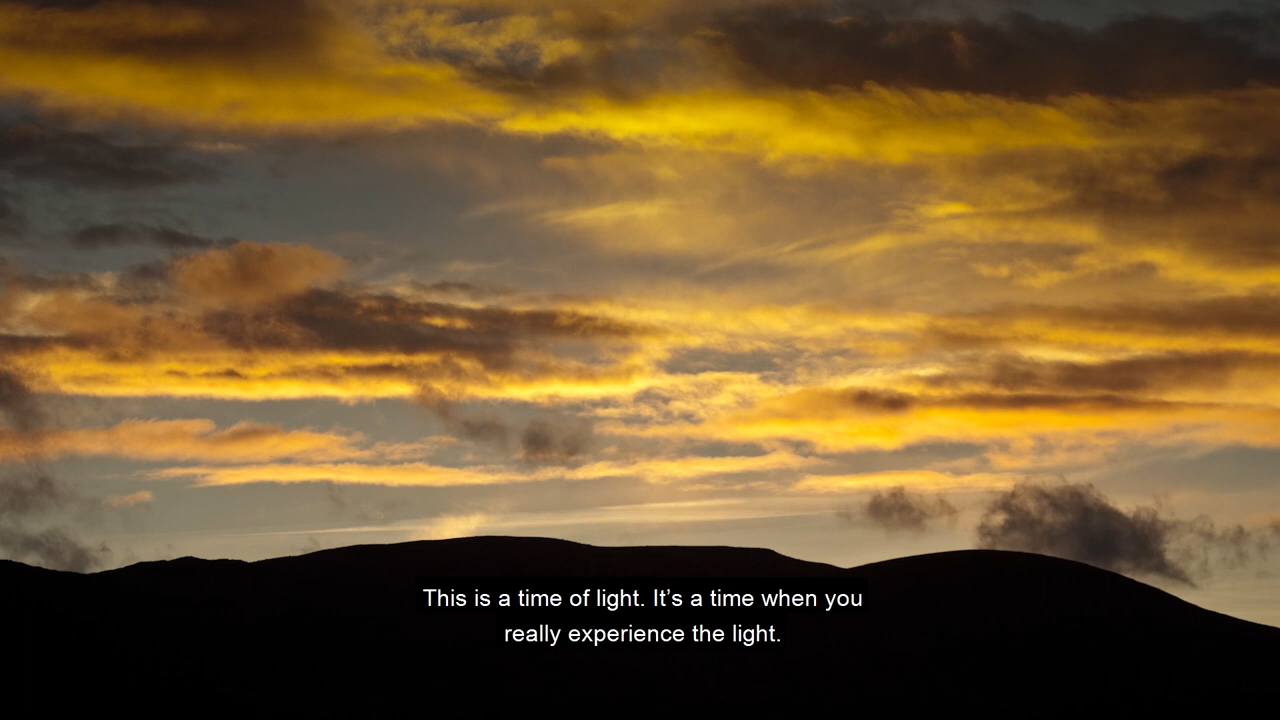 This is a time of light. It’s a time when you
really experience the light.